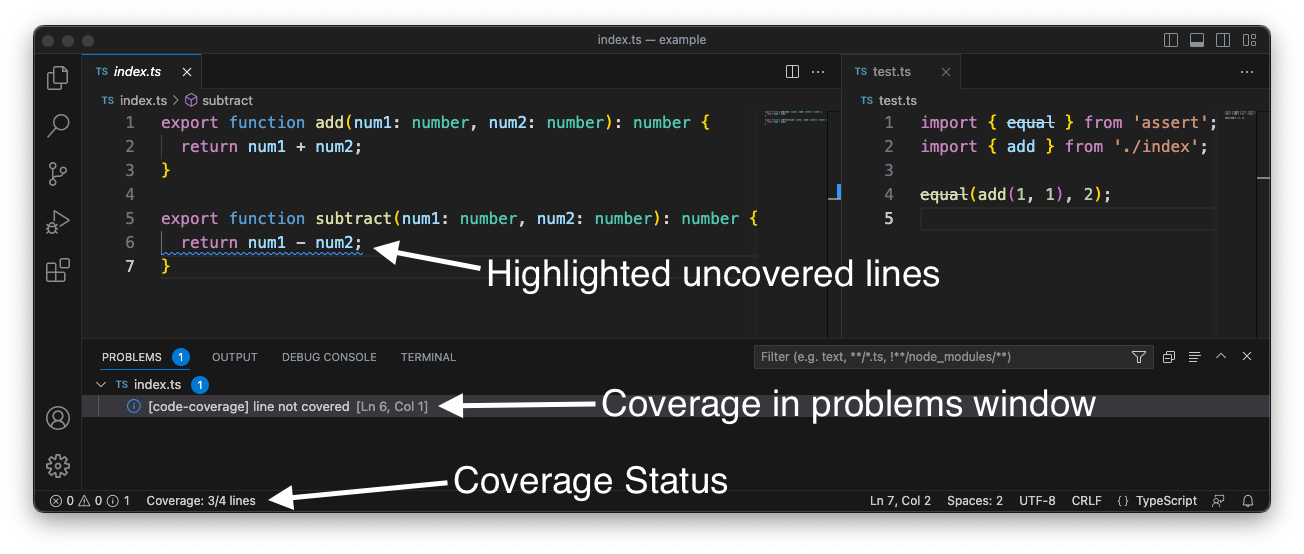 index.ts — example
TS index.ts
TS index.ts > subtract
1 export function add(num1: number, num2: number): number {
2 return num1 + num2;
3 }
4
5 export function subtract(num1: number, num2: number): number {
6 return num1 − num2;
7 }
TS test.ts
TS test.ts
1 import { equal } from 'assert';
2 import { add } from './index';
3
4 equal(add(1, 1), 2);
5
Highlighted uncovered lines
PROBLEMS 1 OUTPUT DEBUG CONSOLE TERMINAL Filter (e.g. text, **/*.ts, !**/node_modules/**)
TS index.ts 1
[code-coverage] line not covered [Ln 6, Col 1]
Coverage in problems window
Coverage Status
0 0 1 Coverage: 3/4 lines Ln 7, Col 2 Spaces: 2 UTF-8 CRLF {} TypeScript